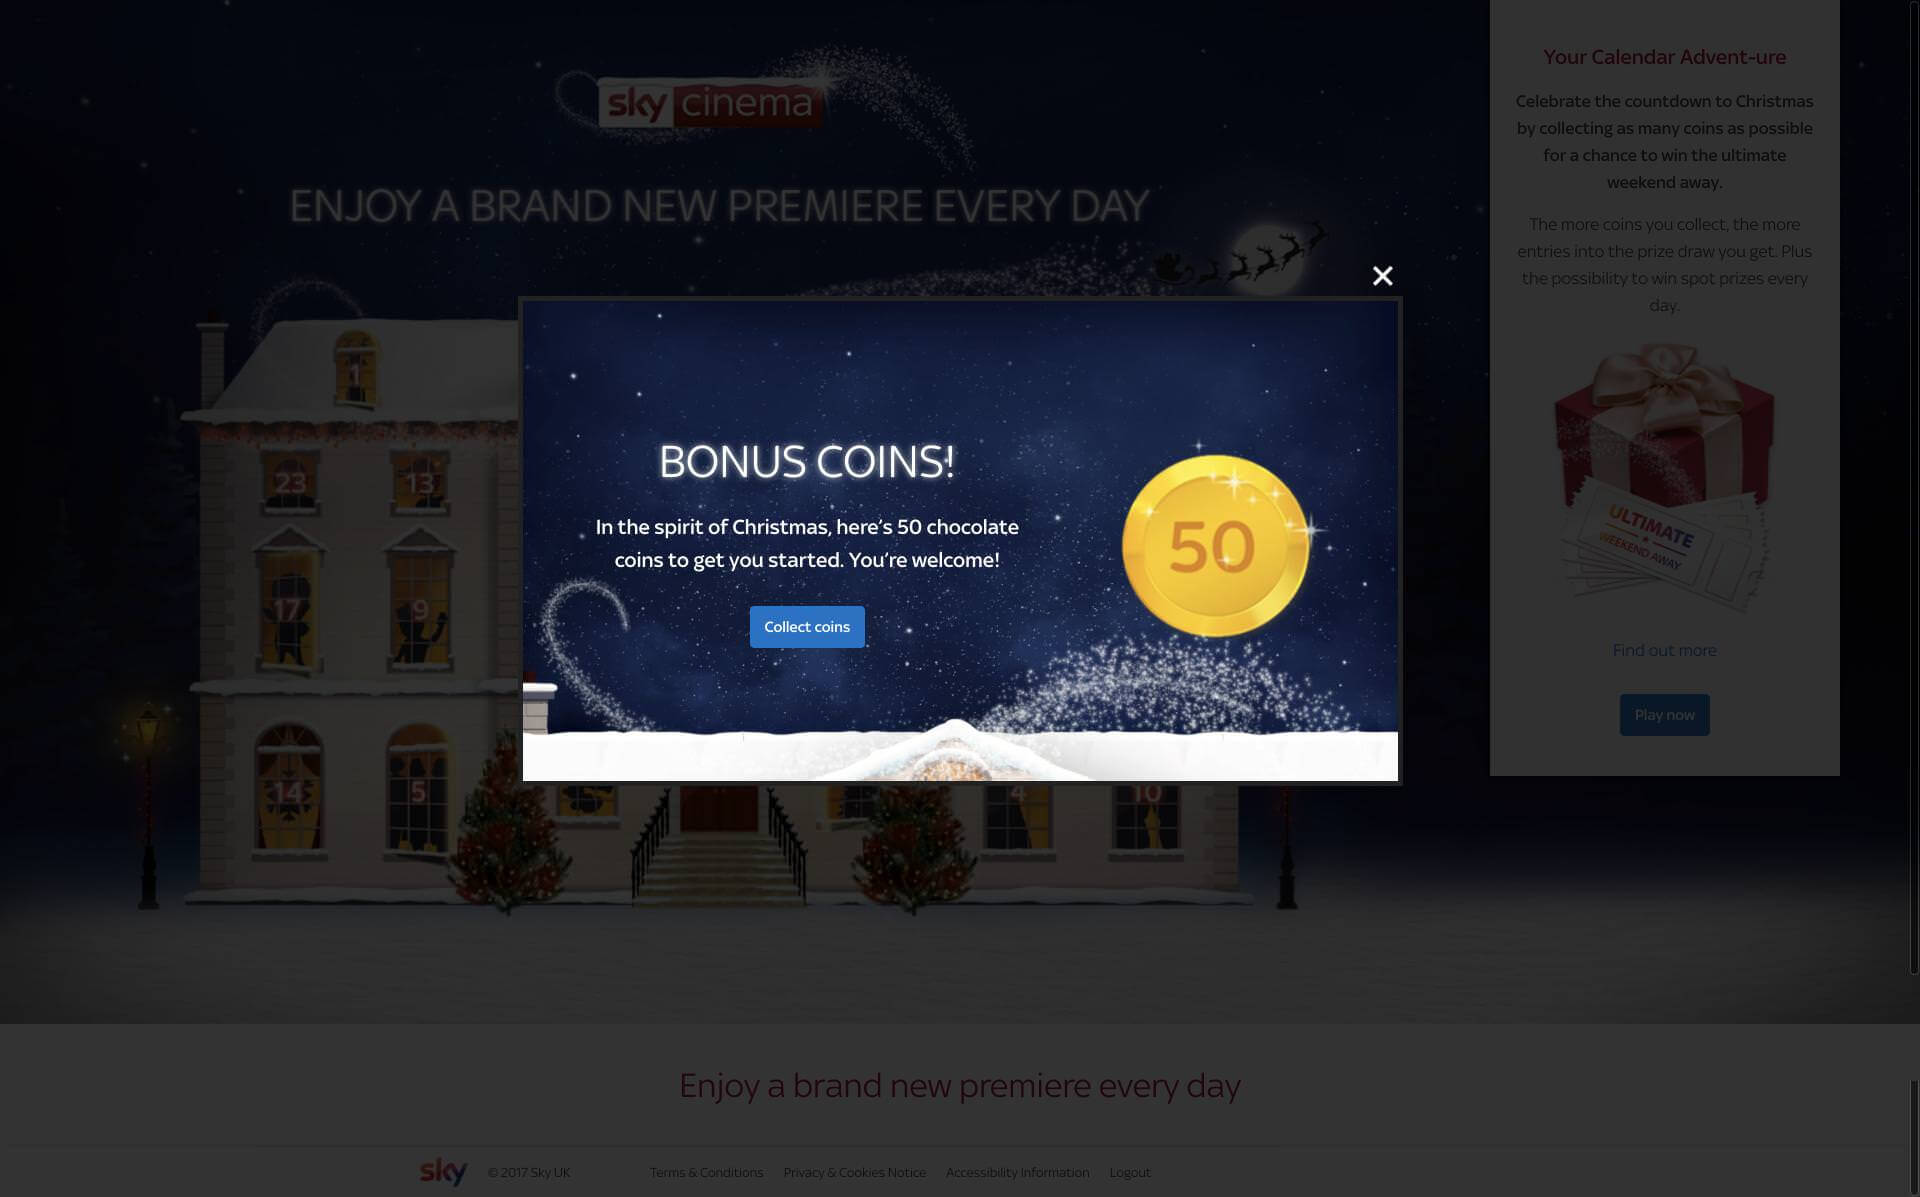 sky cinema
ENJOY A BRAND NEW PREMIERE EVERY DAY
Your Calendar Advent-ure
Celebrate the countdown to Christmas
by collecting as many coins as possible
for a chance to win the ultimate
weekend away.
The more coins you collect, the more
entries into the prize draw you get. Plus
the possibility to win spot prizes every
day.
ULTIMATE
WEEKEND AWAY
Find out more
Play now
1
23
13
17
9
14
5
4
10
BONUS COINS!
In the spirit of Christmas, here’s 50 chocolate
coins to get you started. You’re welcome!
Collect coins
50
Enjoy a brand new premiere every day
sky
© 2017 Sky UK
Terms & Conditions
Privacy & Cookies Notice
Accessibility Information
Logout